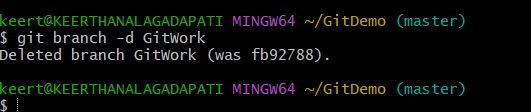 keert@KEERTHANALAGADAPATI MINGW64 ~/GitDemo (master)
$ git branch -d GitWork
Deleted branch GitWork (was fb92788).
keert@KEERTHANALAGADAPATI MINGW64 ~/GitDemo (master)
$